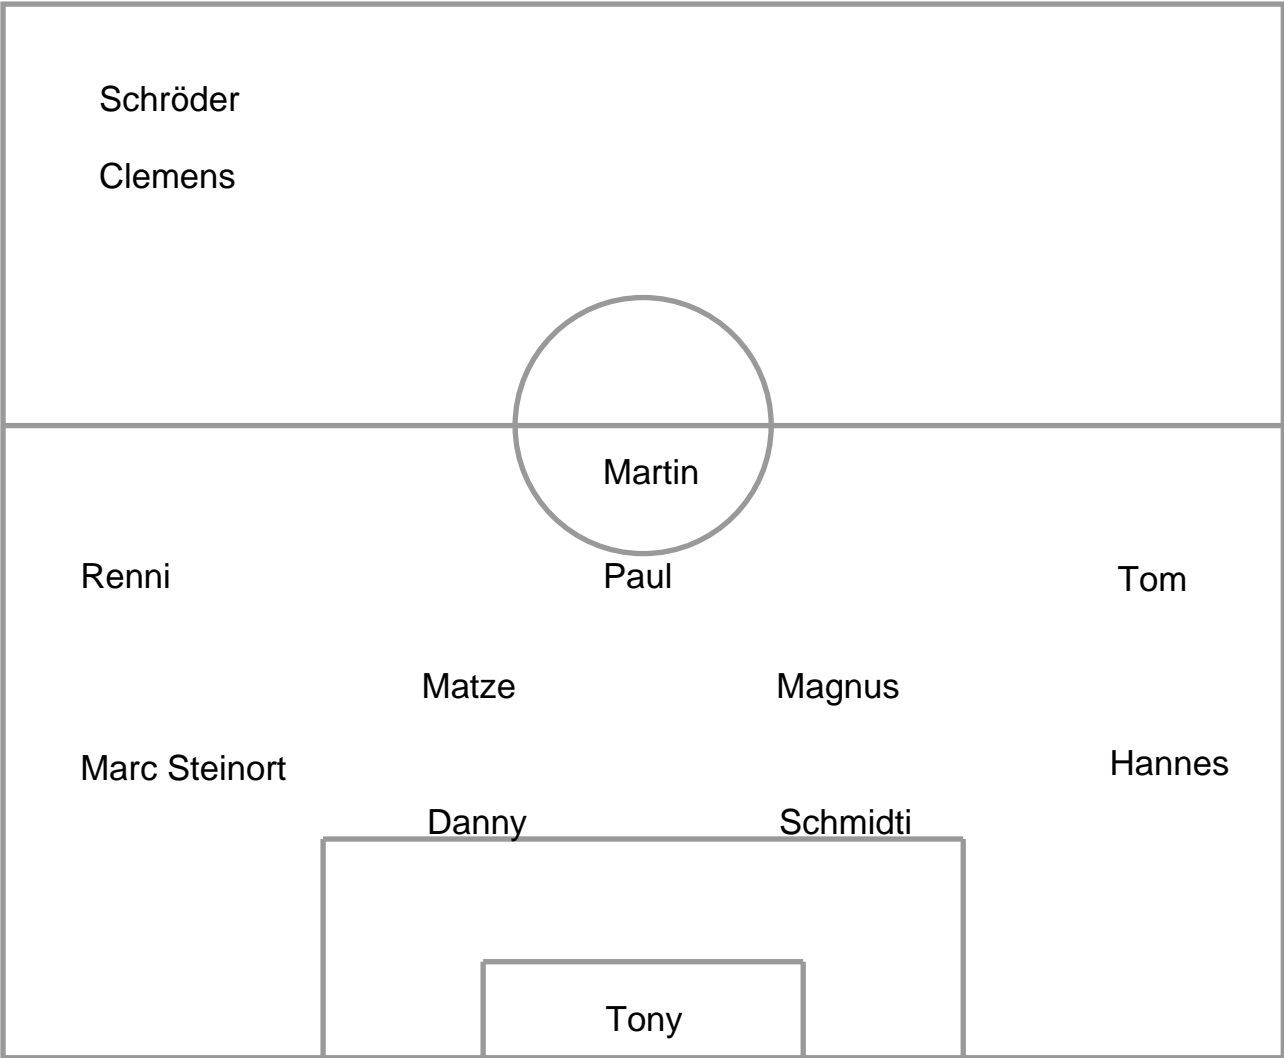 Schröder
Clemens
Martin
Renni Paul Tom
Matze Magnus
Marc Steinort Hannes
Danny Schmidti
Tony